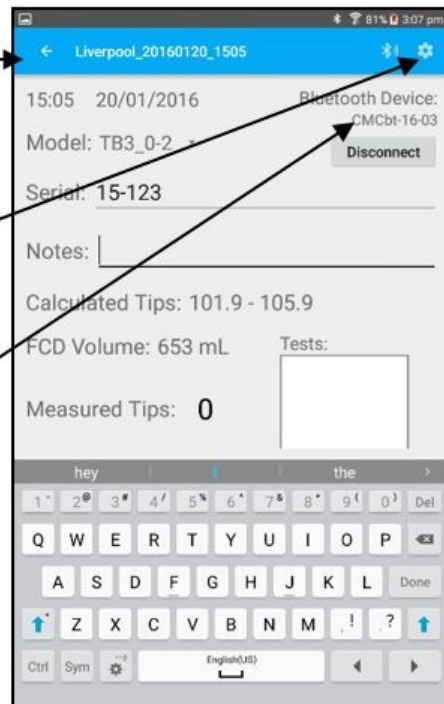 81% 3:07 pm
Liverpool_20160120_1505
15:05 20/01/2016
Bluetooth Device:
CMCbt-16-03
Model: TB3_0-2
Disconnect
Serial: 15-123
Notes:
Calculated Tips: 101.9 - 105.9
FCD Volume: 653 mL
Tests:
Measured Tips: 0
hey the
1 2 @ 3 # 4 / 5 % 6 ^ 7 & 8 * 9 ( 0 ) Del
Q W E R T Y U I O P
A S D F G H J K L Done
Z X C V B N M , ! . ?
Ctrl Sym English(US)